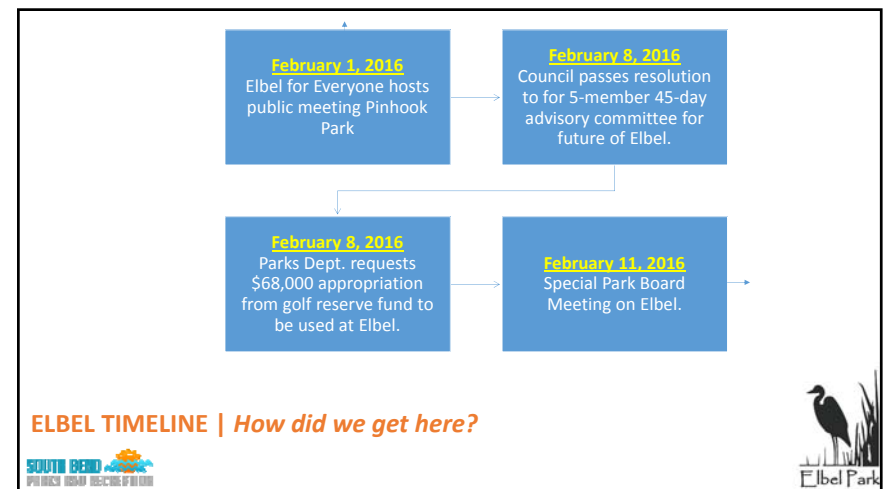 February 1, 2016
Elbel for Everyone hosts
public meeting Pinhook
Park
February 8, 2016
Council passes resolution
to for 5-member 45-day
advisory committee for
future of Elbel.
February 8, 2016
Parks Dept. requests
$68,000 appropriation
from golf reserve fund to
be used at Elbel.
February 11, 2016
Special Park Board
Meeting on Elbel.
ELBEL TIMELINE | How did we get here?
SOUTH BEND
PARKS AND RECREATION
Elbel Park